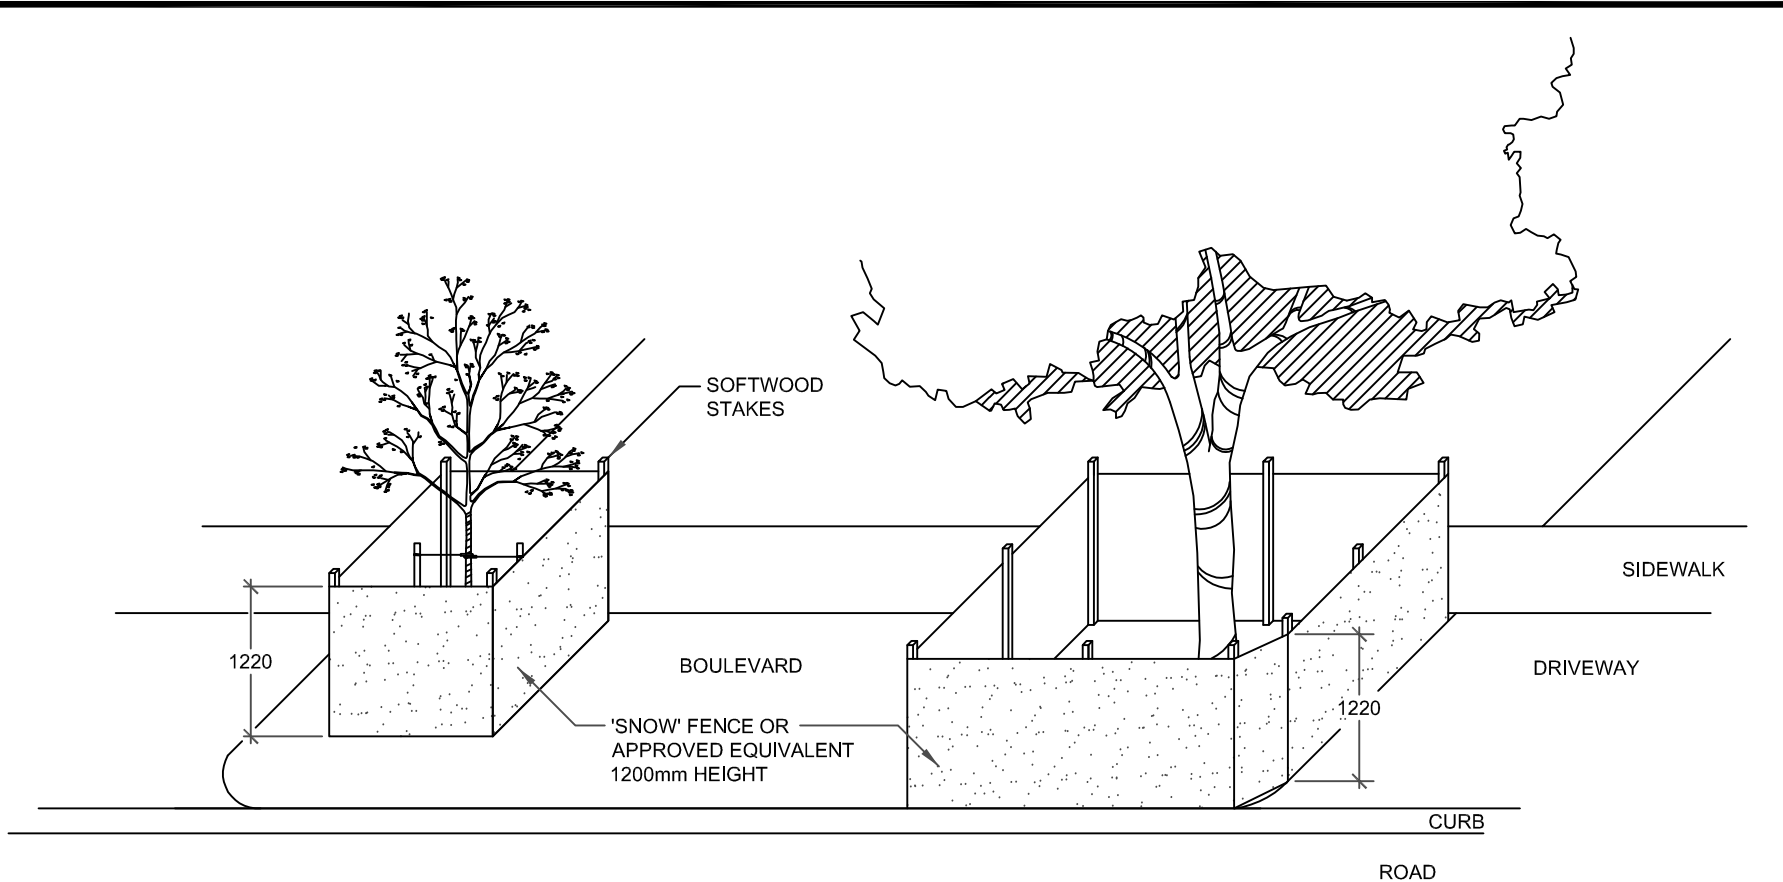 SOFTWOOD
STAKES
SIDEWALK
1220
BOULEVARD
DRIVEWAY
1220
'SNOW' FENCE OR
APPROVED EQUIVALENT
1200mm HEIGHT
CURB
ROAD